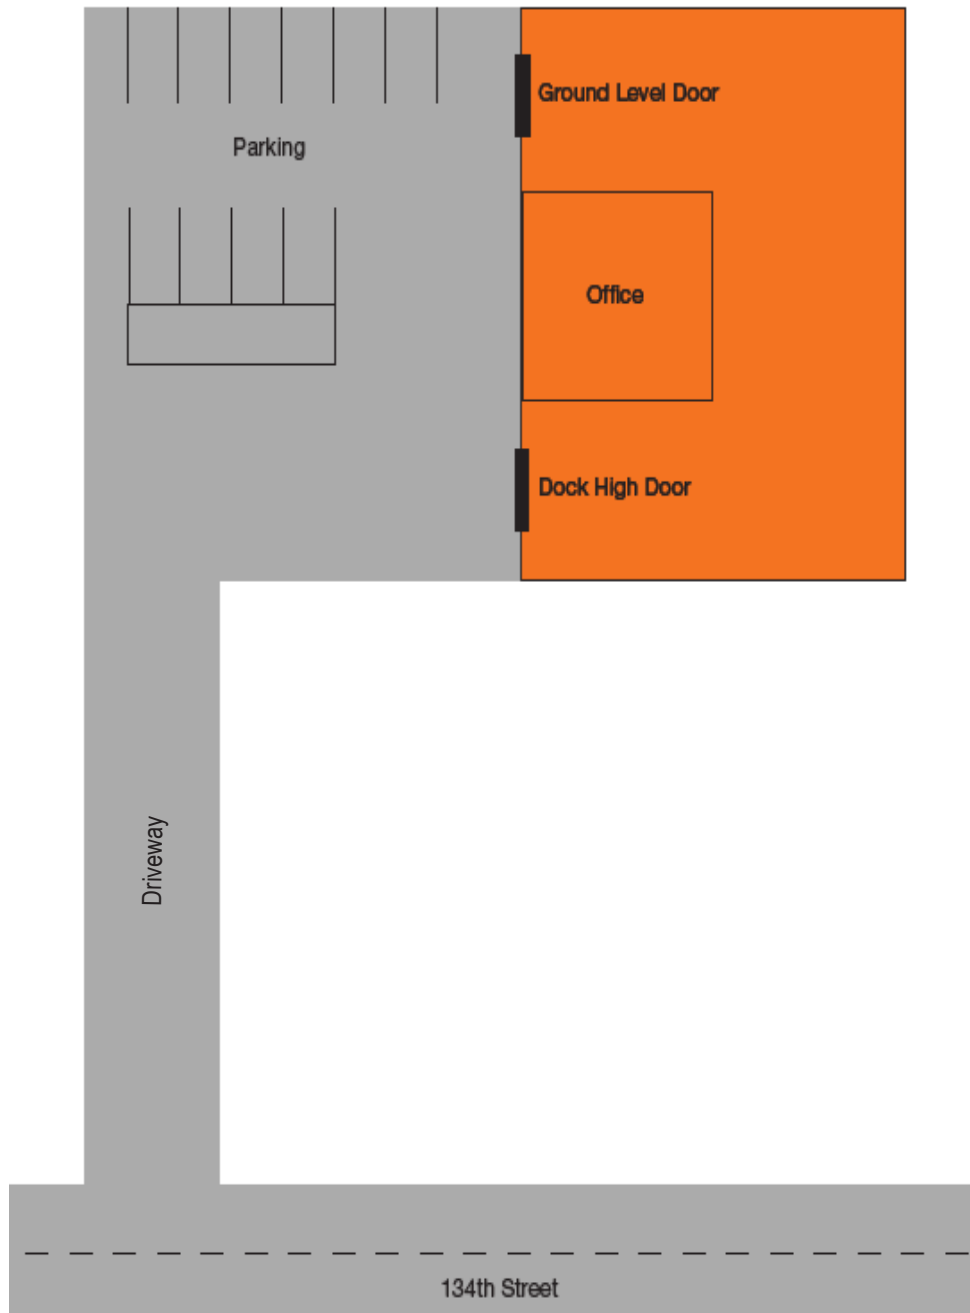 Ground Level Door
Parking
Office
Dock High Door
Driveway
134th Street